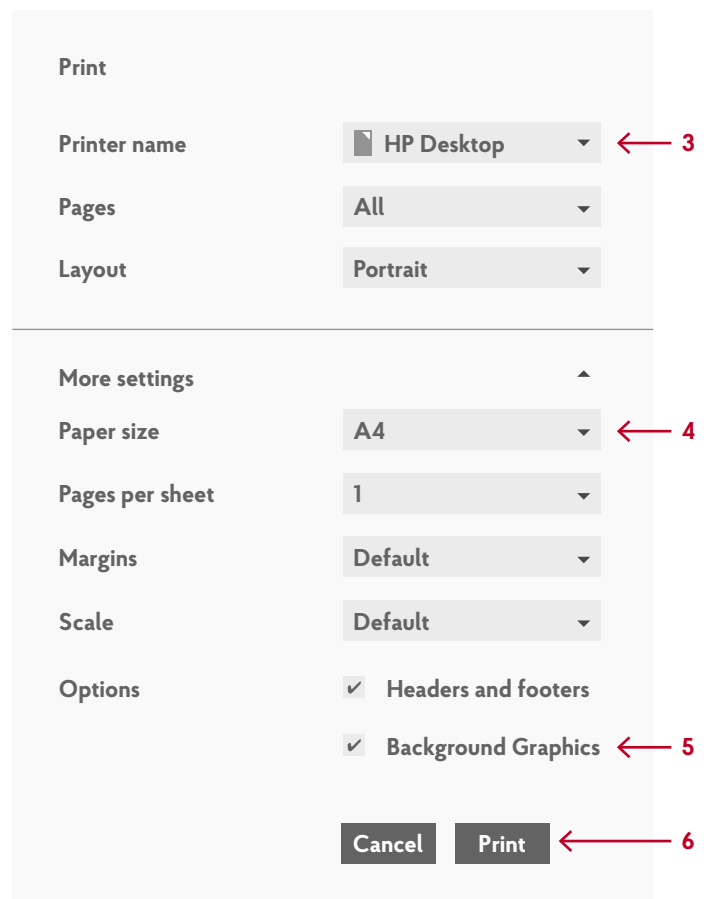 Print
Printer name HP Desktop 3
Pages All
Layout Portrait
More settings
Paper size A4 4
Pages per sheet 1
Margins Default
Scale Default
Options Headers and footers
Background Graphics 5
Cancel Print 6